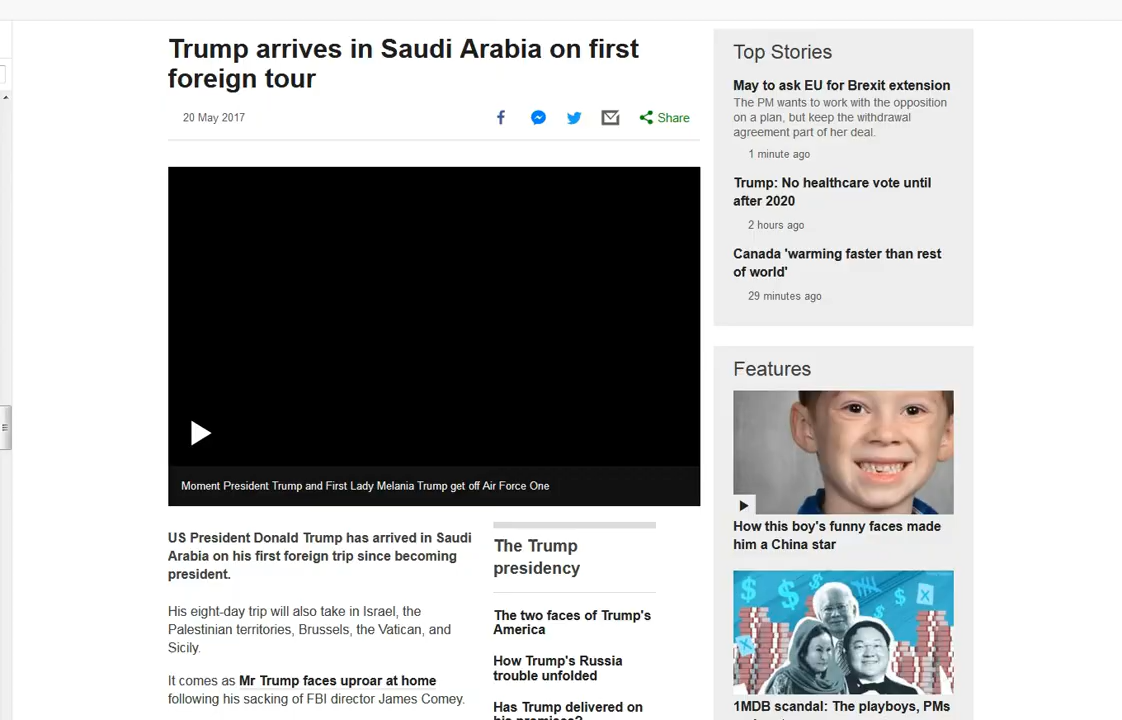 Trump arrives in Saudi Arabia on first
foreign tour
20 May 2017
Share
Moment President Trump and First Lady Melania Trump get off Air Force One
US President Donald Trump has arrived in Saudi
Arabia on his first foreign trip since becoming
president.
His eight-day trip will also take in Israel, the
Palestinian territories, Brussels, the Vatican, and
Sicily.
It comes as Mr Trump faces uproar at home
following his sacking of FBI director James Comey.
The Trump
presidency
The two faces of Trump's
America
How Trump's Russia
trouble unfolded
Has Trump delivered on
his promises?
Top Stories
May to ask EU for Brexit extension
The PM wants to work with the opposition
on a plan, but keep the withdrawal
agreement part of her deal.
1 minute ago
Trump: No healthcare vote until
after 2020
2 hours ago
Canada 'warming faster than rest
of world'
29 minutes ago
Features
How this boy's funny faces made
him a China star
1MDB scandal: The playboys, PMs